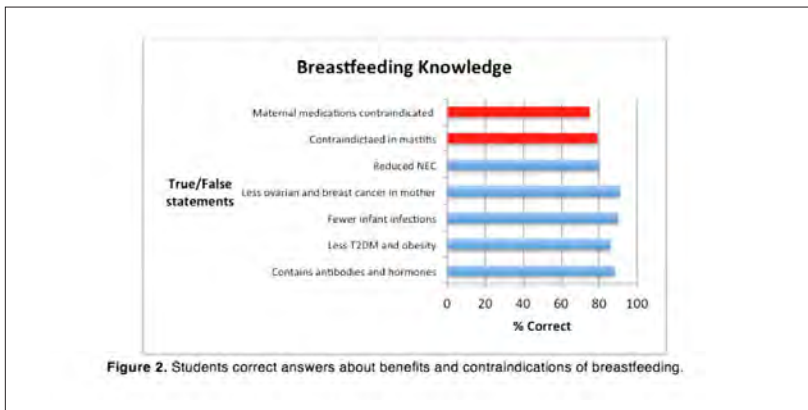 Breastfeeding Knowledge
Maternal medications contraindicated
Contraindictaed in mastitis
Reduced NEC
True/False
statements
Less ovarian and breast cancer in mother
Fewer infant infections
Less T2DM and obesity
Contains antibodies and hormones
0 20 40 60 80 100
% Correct
Figure 2. Students correct answers about benefits and contraindications of breastfeeding.